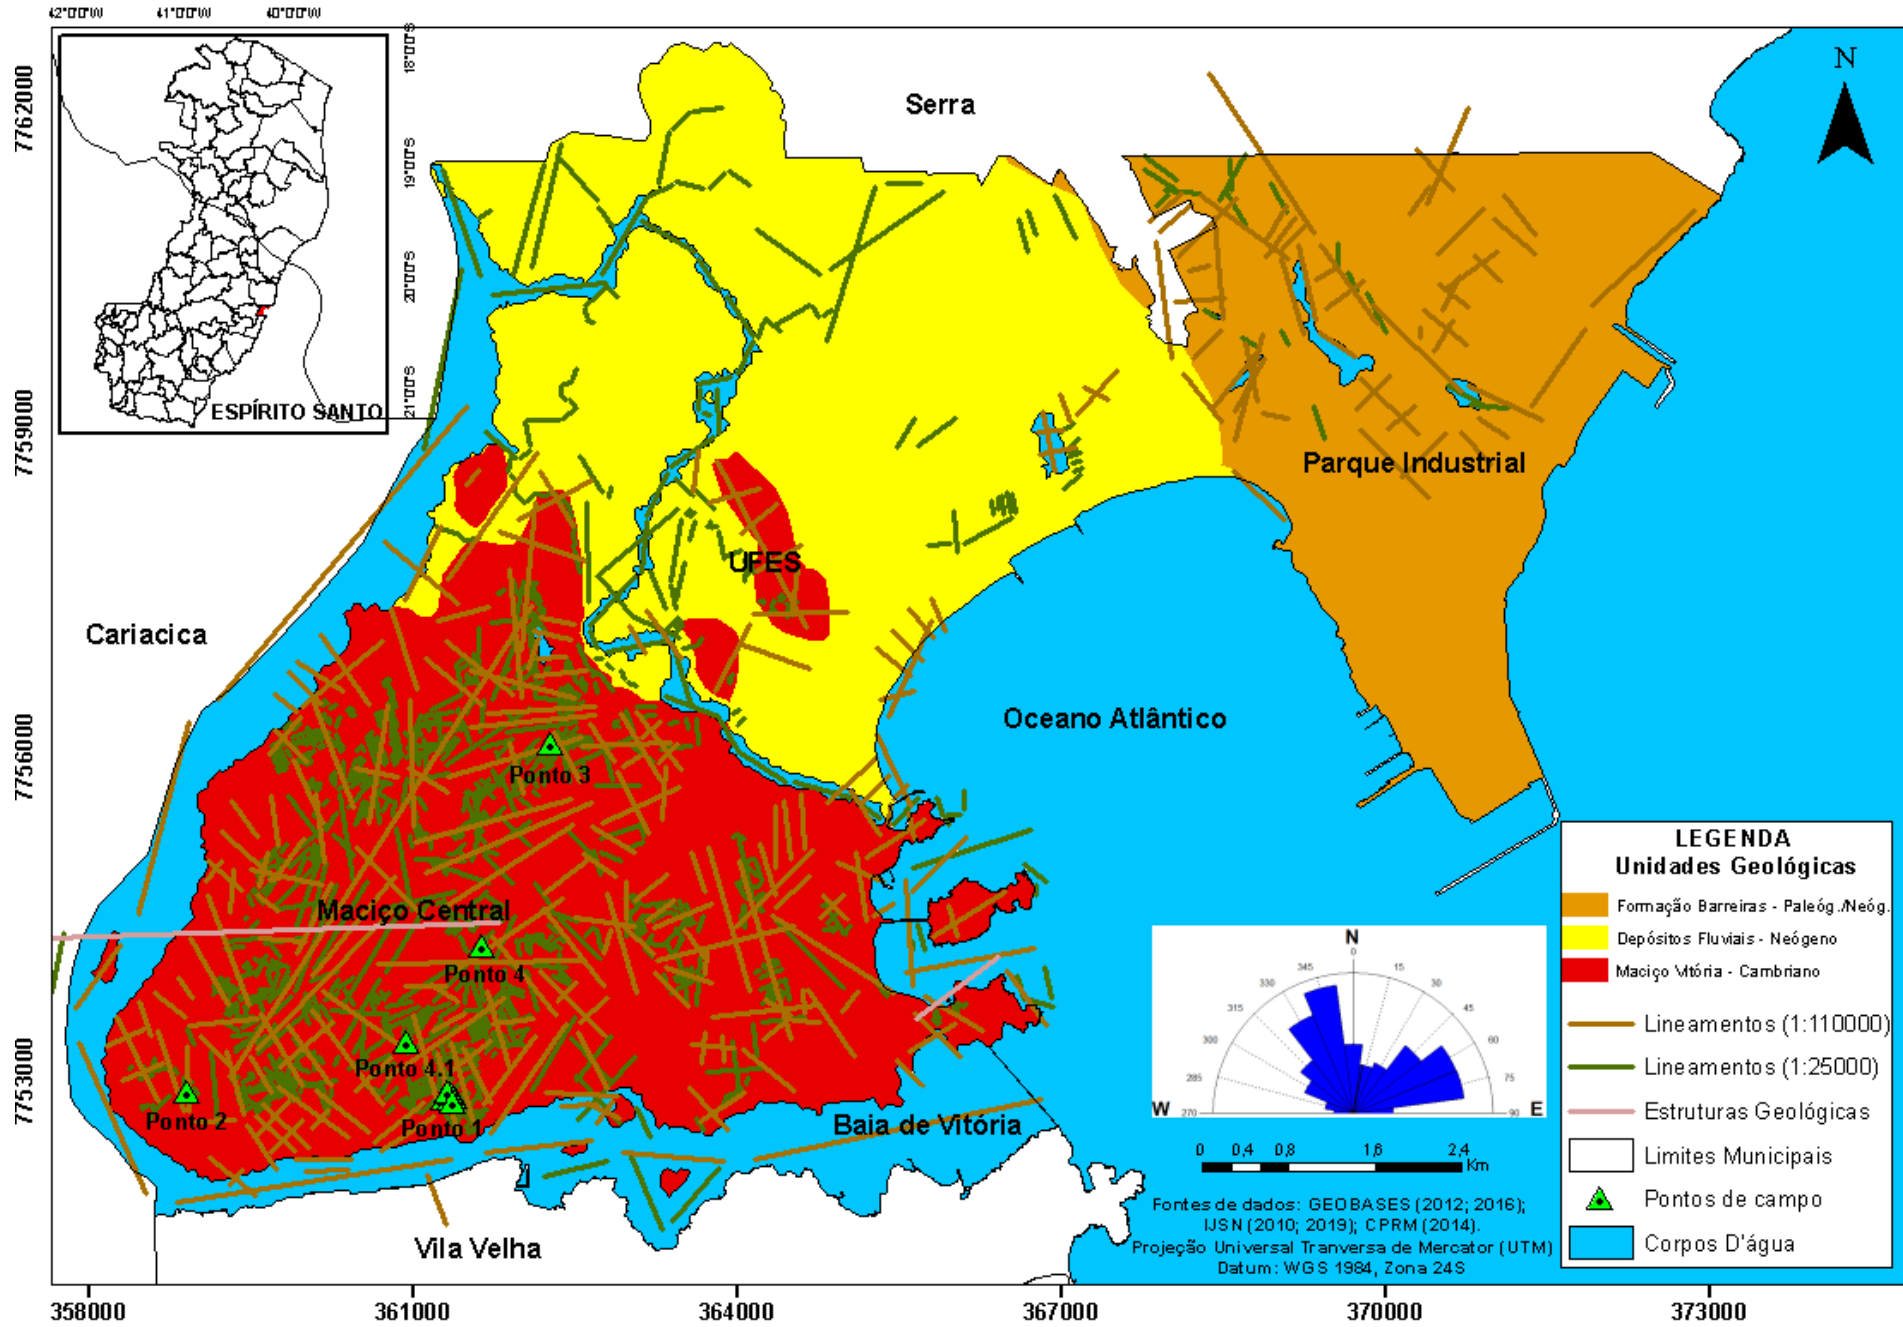 42°0'0"W 41°0'0"W 40°0'0"W
18°0'0"S
19°0'0"S
20°0'0"S
21°0'0"S
ESPÍRITO SANTO
7762000
7759000
7756000
7753000
Serra
N
Parque Industrial
UFES
Cariacica
Oceano Atlântico
Ponto 3
Maciço Central
Ponto 4
Ponto 4.1
Ponto 2
Ponto 1
Baia de Vitória
Vila Velha
N
0
345 15
330 30
315 45
300 60
285 75
W 270 90 E
0 0,4 0,8 1,6 2,4
Km
Fontes de dados: GEOBASES (2012; 2016);
IJSN (2010; 2019); CPRM (2014).
Projeção Universal Tranversa de Mercator (UTM)
Datum: WGS 1984, Zona 24S
LEGENDA
Unidades Geológicas
Formação Barreiras - Paleóg./Neóg.
Depósitos Fluviais - Neógeno
Maciço Vitória - Cambriano
Lineamentos (1:110000)
Lineamentos (1:25000)
Estruturas Geológicas
Limites Municipais
Pontos de campo
Corpos D'água
358000 361000 364000 367000 370000 373000